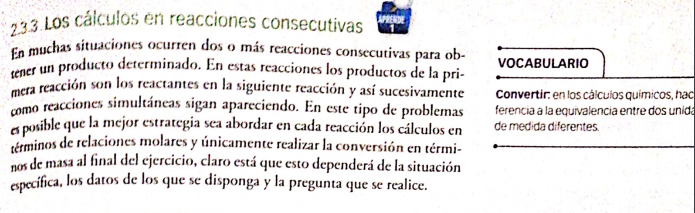 2.3.3. Los cálculos en reacciones consecutivas
APRENDE
1
En muchas situaciones ocurren dos o más reacciones consecutivas para ob-
tener un producto determinado. En estas reacciones los productos de la pri-
mera reacción son los reactantes en la siguiente reacción y así sucesivamente
como reacciones simultáneas sigan apareciendo. En este tipo de problemas
es posible que la mejor estrategia sea abordar en cada reacción los cálculos en
términos de relaciones molares y únicamente realizar la conversión en térmi-
nos de masa al final del ejercicio, claro está que esto dependerá de la situación
específica, los datos de los que se disponga y la pregunta que se realice.
VOCABULARIO
Convertir: en los cálculos químicos, hac
ferencia a la equivalencia entre dos unida
de medida diferentes.